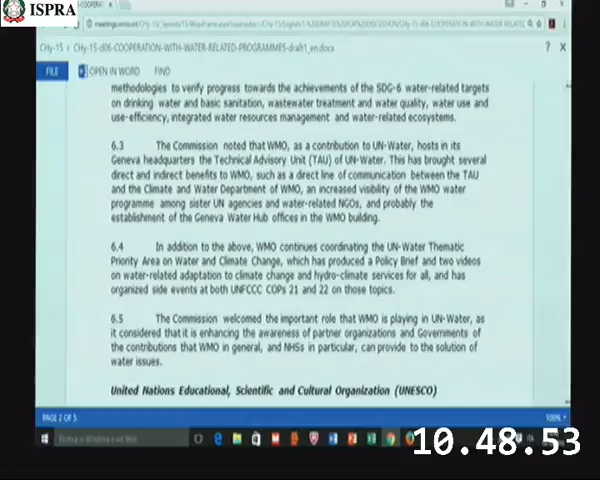 ISPRA
CHy-15 › CHy-15-d06-COOPERATION-WITH-WATER-RELATED-PROGRAMMES-draft1_en.docx
? ×
FILE
OPEN IN WORD FIND
methodologies to verify progress towards the achievements of the SDG-6 water-related targets
on drinking water and basic sanitation, wastewater treatment and water quality, water use and
use-efficiency, integrated water resources management and water-related ecosystems.
6.3 The Commission noted that WMO, as a contribution to UN-Water, hosts in its
Geneva headquarters the Technical Advisory Unit (TAU) of UN-Water. This has brought several
direct and indirect benefits to WMO, such as a direct line of communication between the TAU
and the Climate and Water Department of WMO, an increased visibility of the WMO water
programme among sister UN agencies and water-related NGOs, and probably the
establishment of the Geneva Water Hub offices in the WMO building.
6.4 In addition to the above, WMO continues coordinating the UN-Water Thematic
Priority Area on Water and Climate Change, which has produced a Policy Brief and two videos
on water-related adaptation to climate change and hydro-climate services for all, and has
organized side events at both UNFCCC COPs 21 and 22 on those topics.
6.5 The Commission welcomed the important role that WMO is playing in UN-Water, as
it considered that it is enhancing the awareness of partner organizations and Governments of
the contributions that WMO in general, and NHSs in particular, can provide to the solution of
water issues.
United Nations Educational, Scientific and Cultural Organization (UNESCO)
PAGE 2 OF 5
100%
10.48.53